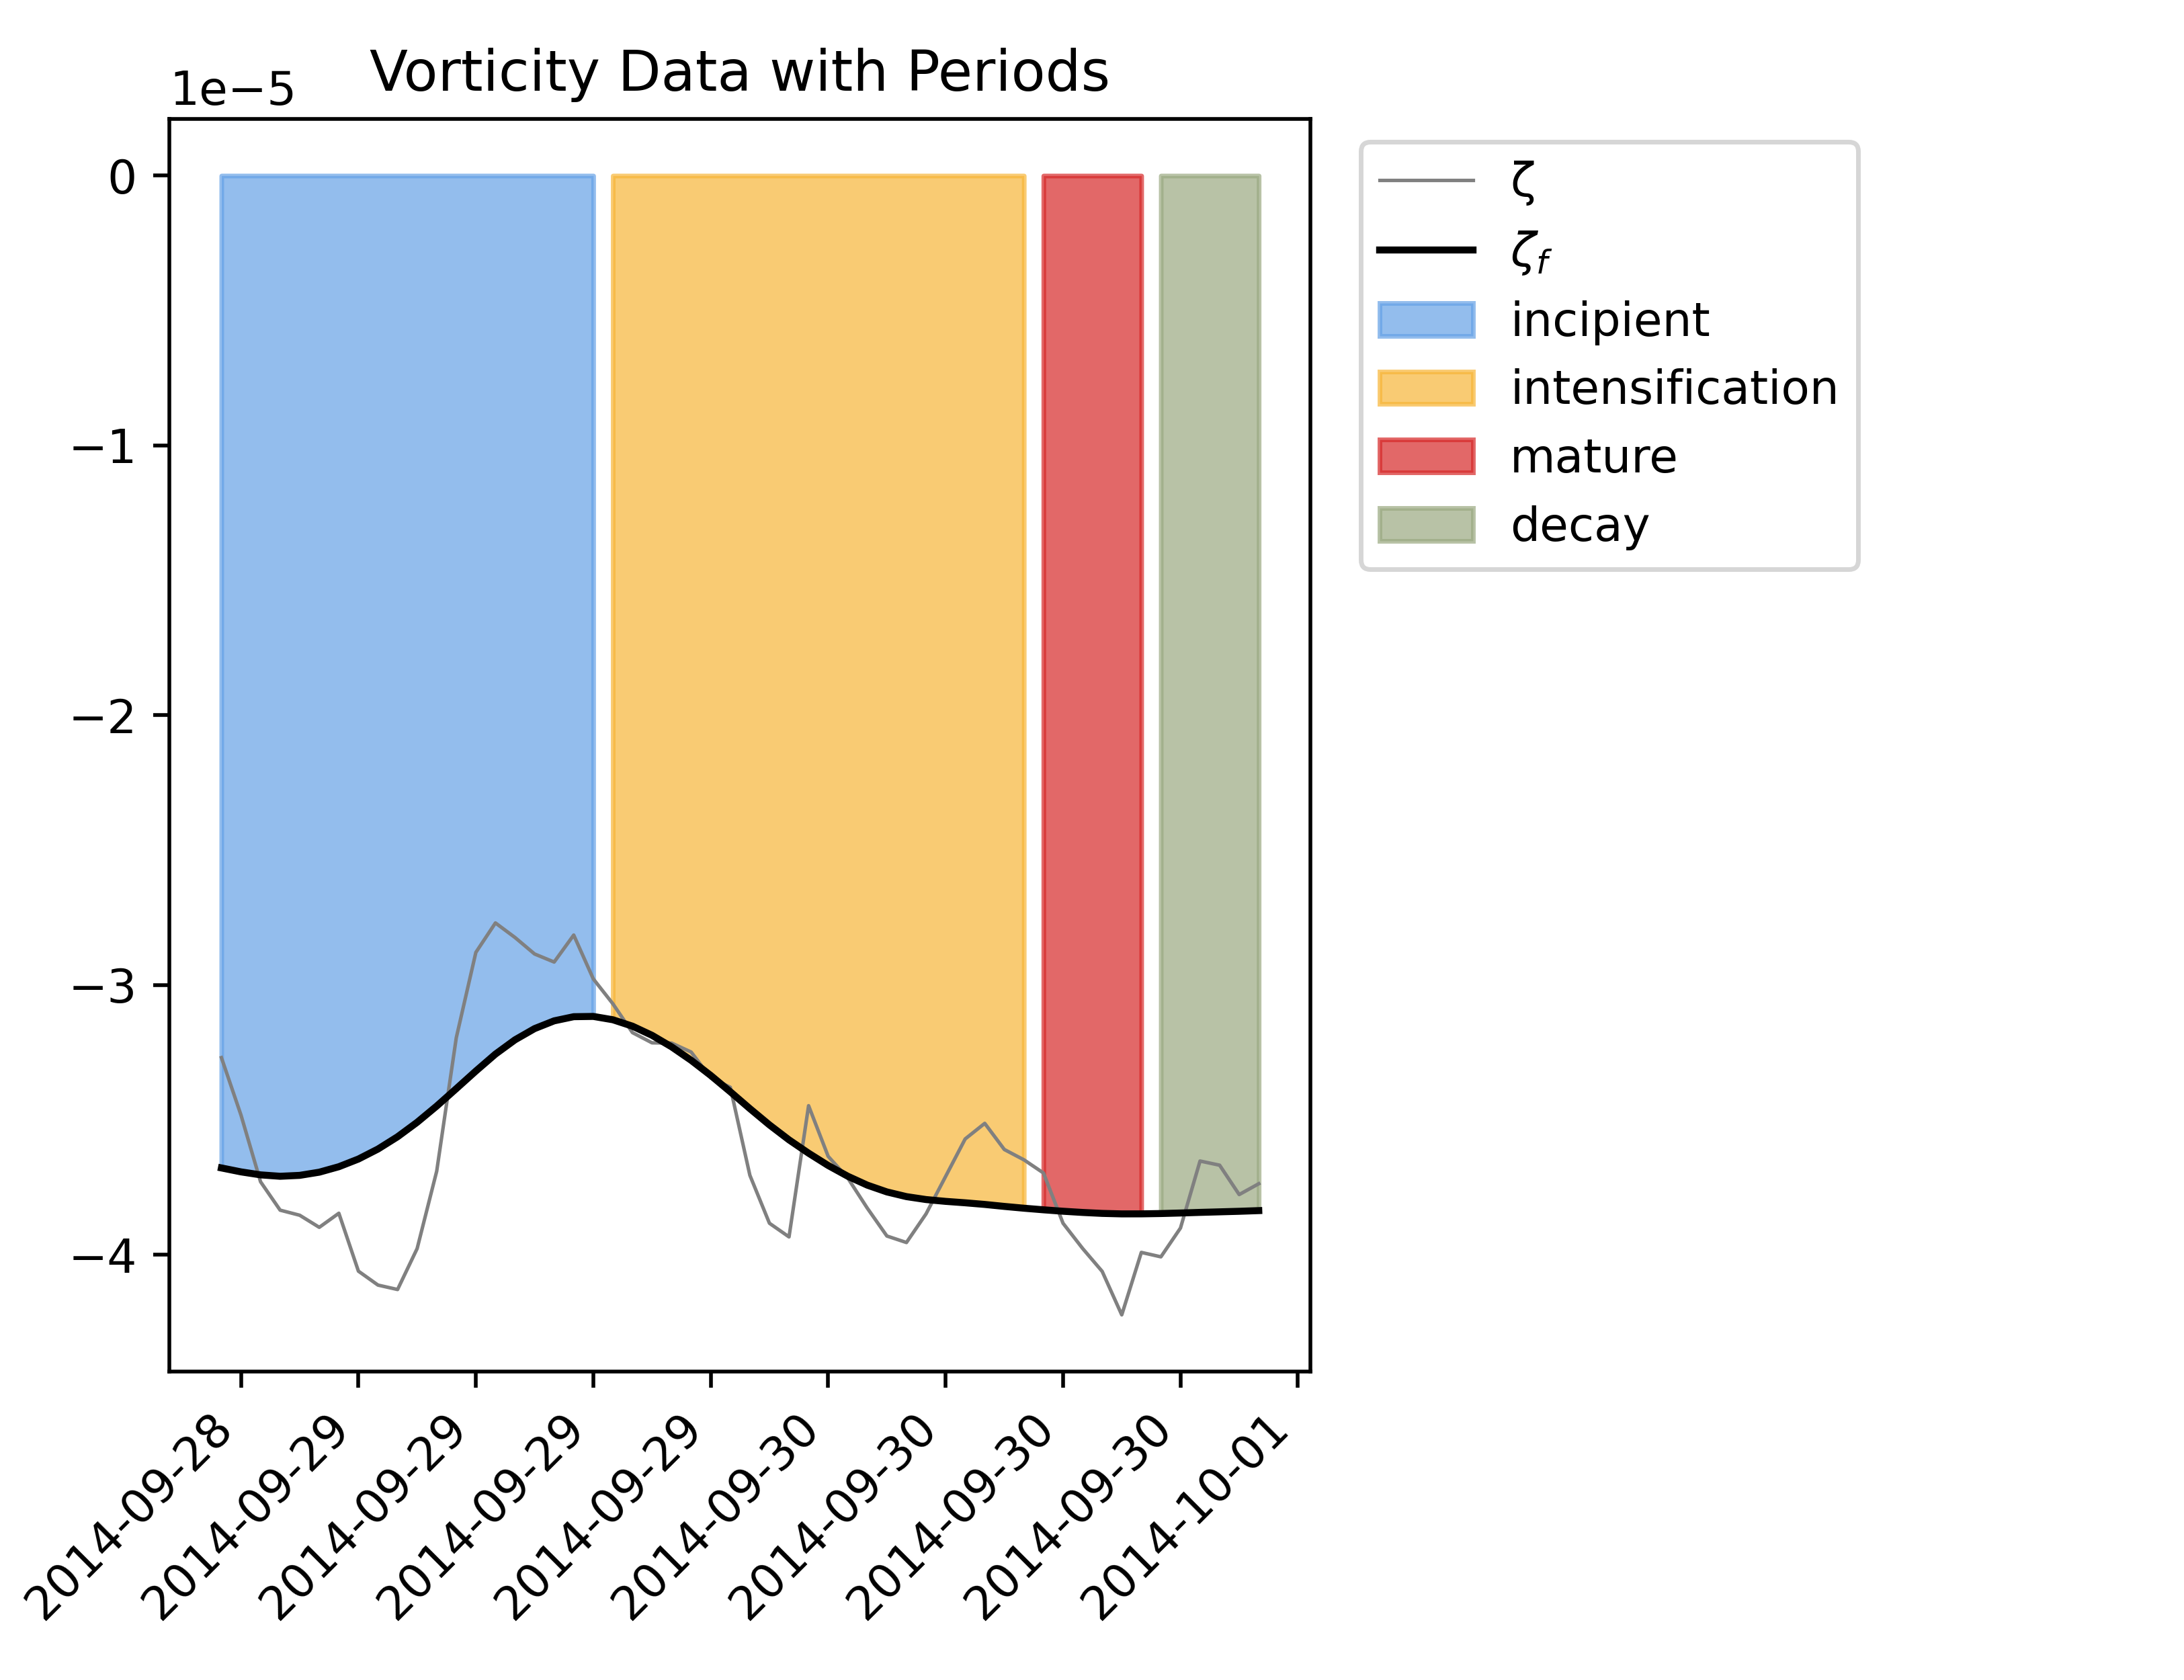 Vorticity Data with Periods
1e−5
0
−1
−2
−3
−4
2014-09-28
2014-09-29
2014-09-29
2014-09-29
2014-09-29
2014-09-30
2014-09-30
2014-09-30
2014-09-30
2014-10-01
ζ
ζf
incipient
intensification
mature
decay